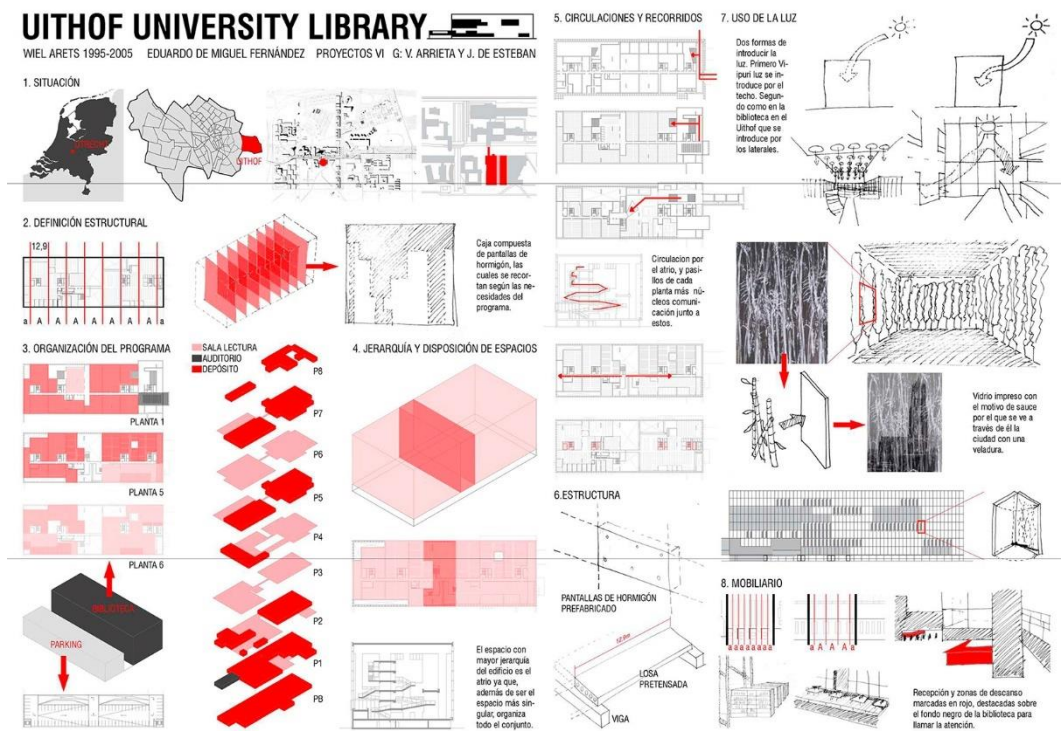 UITHOF UNIVERSITY LIBRARY
WIEL ARETS 1995-2005 EDUARDO DE MIGUEL FERNÁNDEZ PROYECTOS VI G: V. ARRIETA Y J. DE ESTEBAN
1. SITUACIÓN
UTRECHT
UITHOF
2. DEFINICIÓN ESTRUCTURAL
12,9
a A A A A A A A a
Caja compuesta
de pantallas de
hormigón, las
cuales se recor-
tan según las ne-
cesidades del
programa.
3. ORGANIZACIÓN DEL PROGRAMA
SALA LECTURA
AUDITORIO
DEPÓSITO
PLANTA 1
PLANTA 5
PLANTA 6
BIBLIOTECA
PARKING
P8
P7
P6
P5
P4
P3
P2
P1
PB
4. JERARQUÍA Y DISPOSICIÓN DE ESPACIOS
El espacio con
mayor jerarquía
del edificio es el
atrio ya que,
además de ser el
espacio más sin-
gular, organiza
todo el conjunto.
5. CIRCULACIONES Y RECORRIDOS
Circulacion por
el atrio, y pasi-
llos de cada
planta más nú-
cleos comuni-
cación junto a
estos.
6.ESTRUCTURA
PANTALLAS DE HORMIGÓN
PREFABRICADO
12.9m
LOSA
PRETENSADA
VIGA
7. USO DE LA LUZ
Dos formas de
introducir la
luz. Primero Vi-
ipuri luz se in-
troduce por el
techo. Segun-
do como en la
biblioteca en el
Uithof que se
introduce por
los laterales.
Vidrio impreso con
el motivo de sauce
por el que se ve a
través de él la
ciudad con una
veladura.
8. MOBILIARIO
a a a a a a a a
a A A A a
Recepción y zonas de descanso
marcadas en rojo, destacadas sobre
el fondo negro de la biblioteca para
llamar la atención.